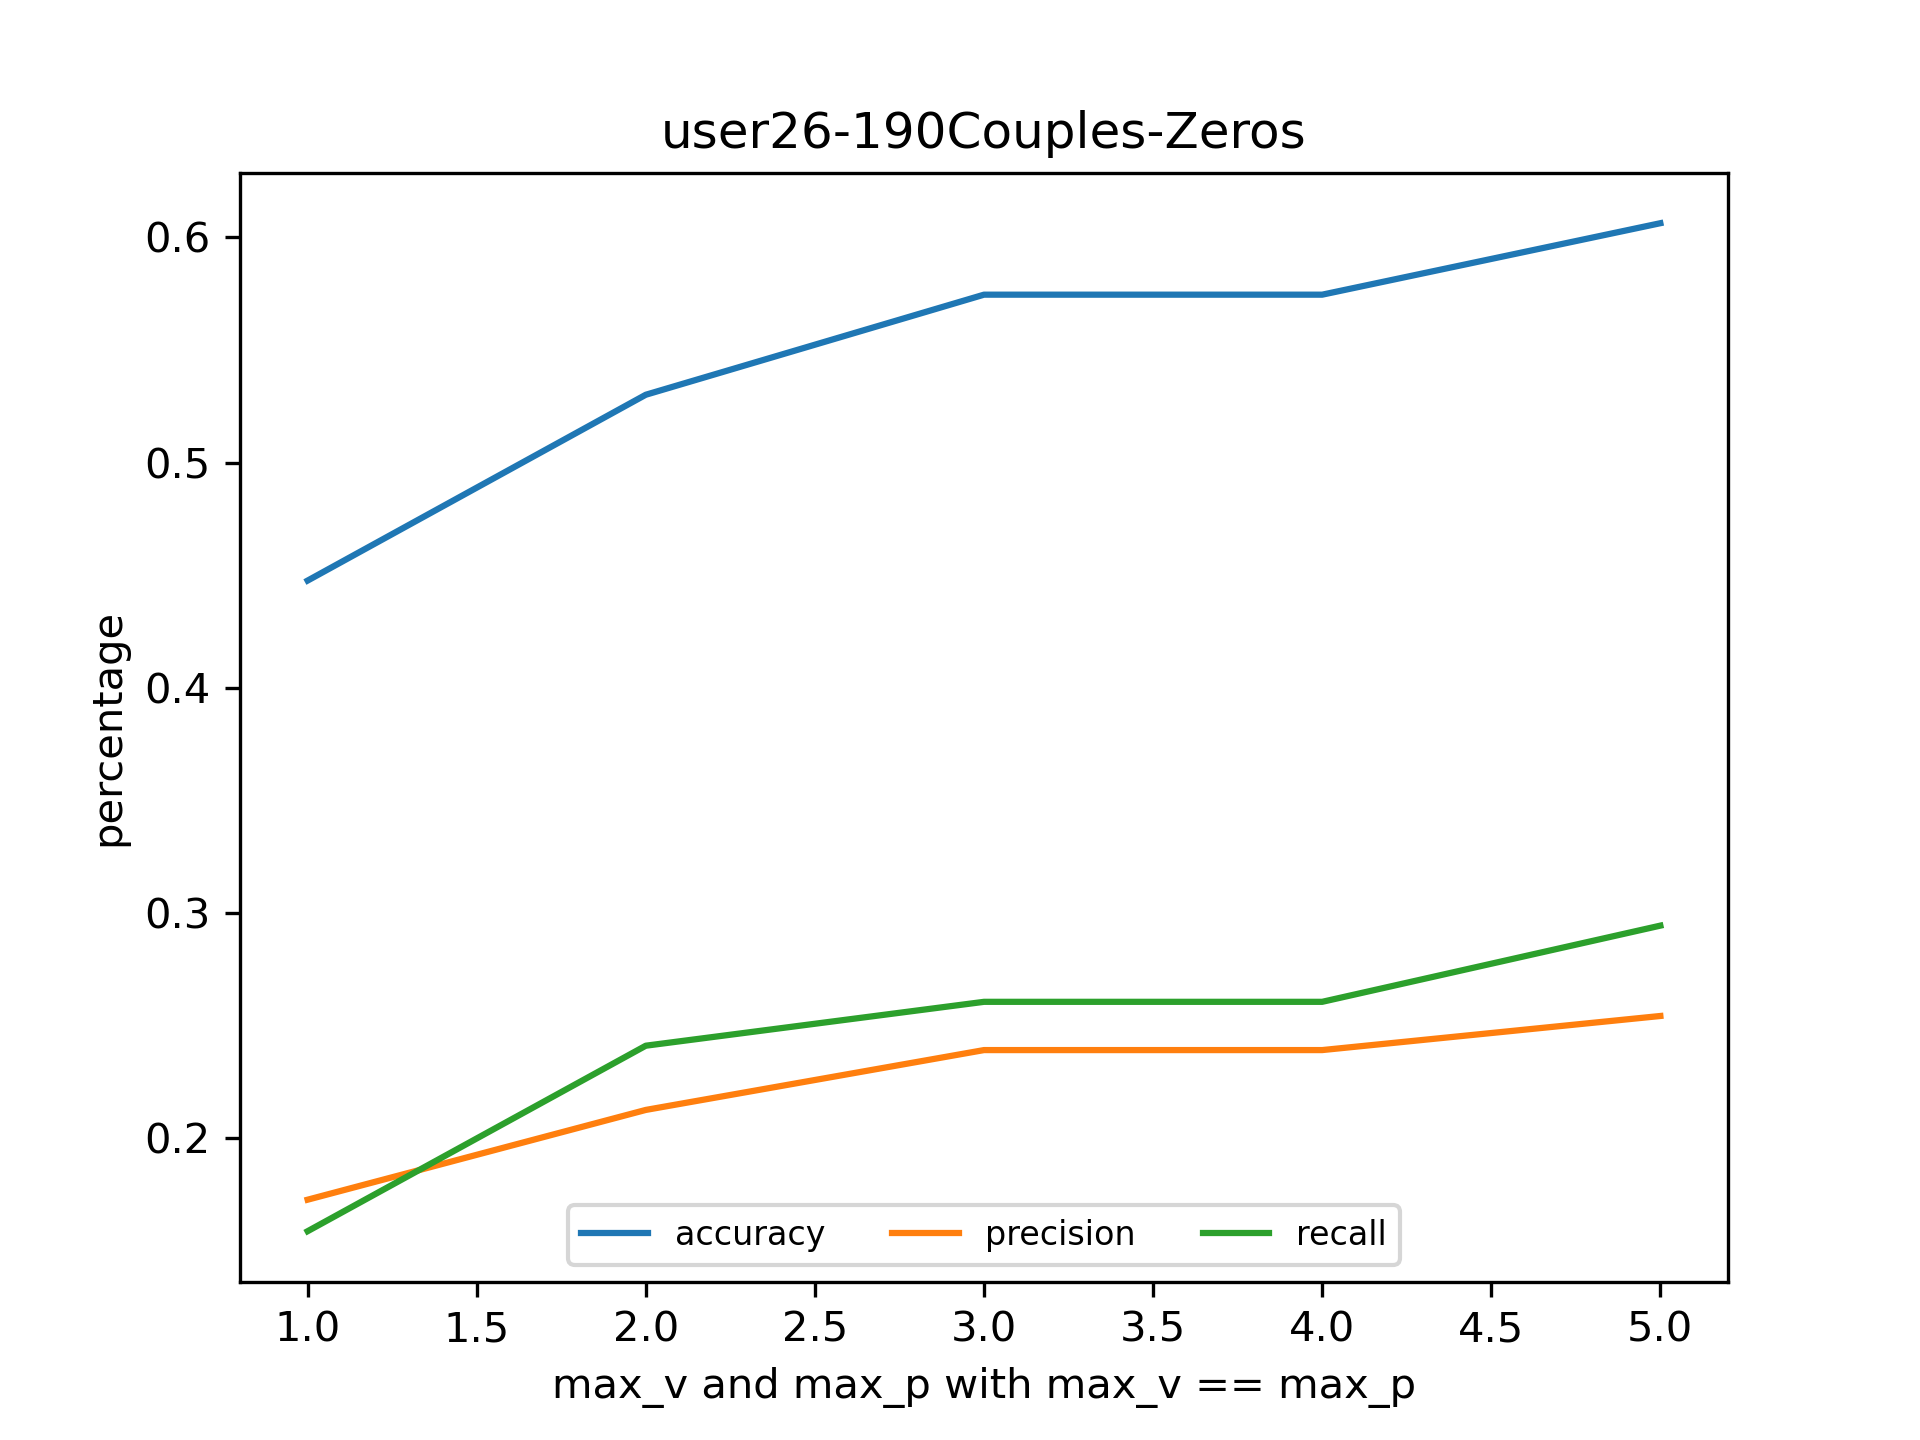 user26-190Couples-Zeros
percentage
0.6
0.5
0.4
0.3
0.2
accuracy precision recall
1.0 1.5 2.0 2.5 3.0 3.5 4.0 4.5 5.0
max_v and max_p with max_v == max_p